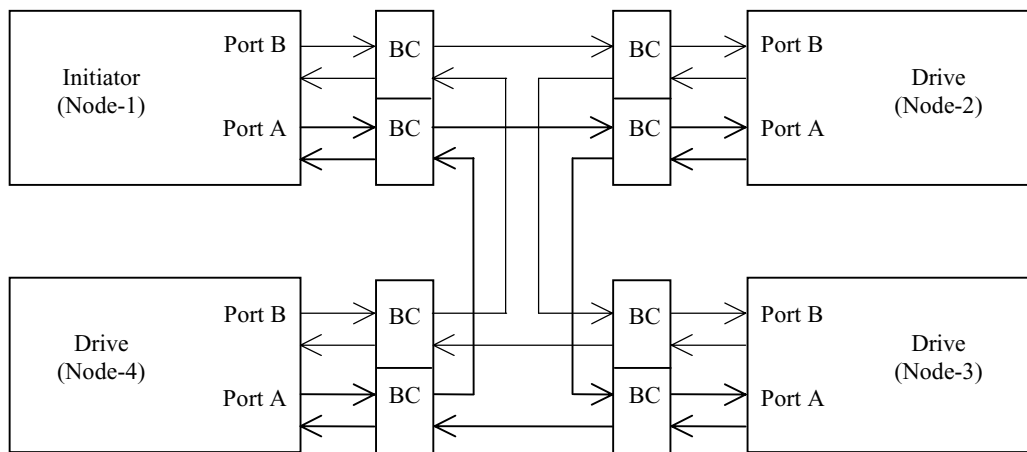 Port B
BC
BC
Port B
Initiator
(Node-1)
Drive
(Node-2)
Port A
BC
BC
Port A
Port B
BC
BC
Port B
Drive
(Node-4)
Drive
(Node-3)
Port A
BC
BC
Port A